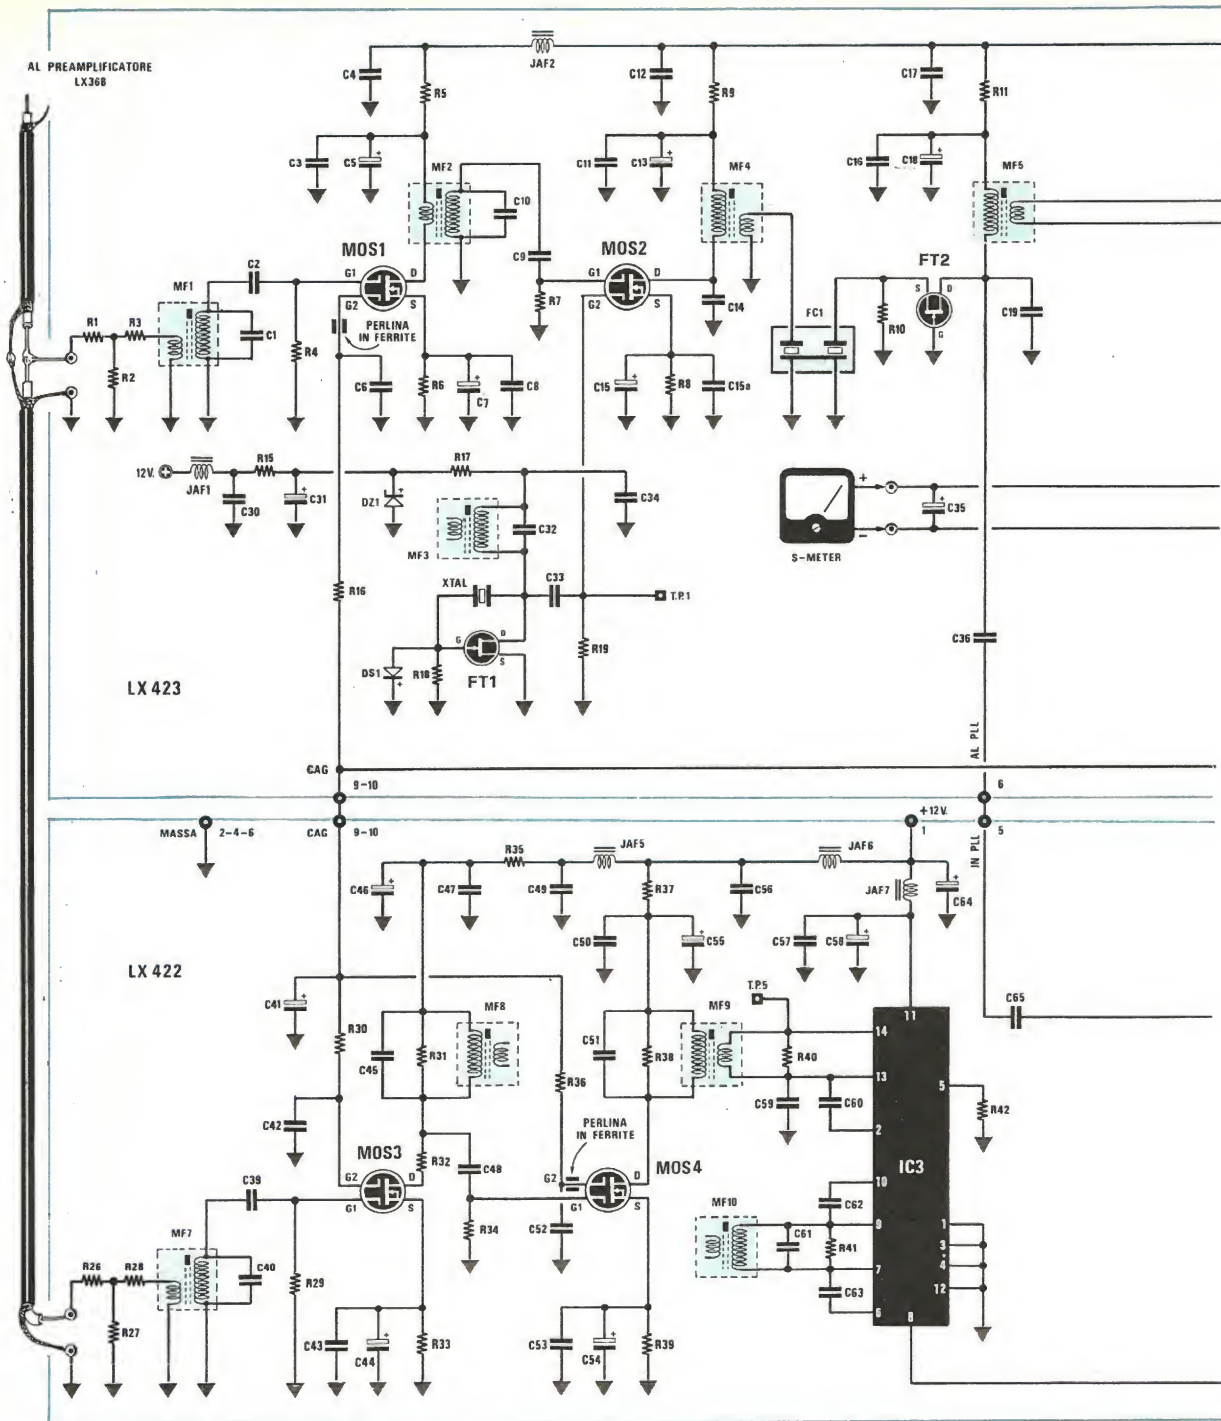 AL PREAMPLIFICATORE
LX368
C4
R5
JAF2
C12
R9
C17
R11
C3
C5
+
MF2
C10
C11
C13
+
MF4
C16
C18
+
MF5
MF1
C2
MOS1
G1
D
G2
S
C9
MOS2
G1
D
G2
S
R7
C14
FT2
S
D
G
R1
R3
C1
R4
PERLINA
IN FERRITE
FC1
R10
C19
R2
C6
R6
+
C7
C8
C15
+
R8
C15a
12V.
JAF1
R15
C30
+
C31
R17
DZ1
C34
MF3
C32
+
-
S-METER
+
C35
R16
XTAL
C33
T.P.1
G
D
S
DS1
+
R18
FT1
R19
C36
LX 423
AL PLL
CAG
9-10
6
MASSA
2-4-6
CAG
9-10
+12V.
1
IN PLL
5
C46
+
C47
R35
C49
JAF5
R37
C56
JAF6
JAF7
+
C64
C50
+
C55
C57
C58
+
LX 422
C41
+
R30
C45
R31
MF8
R36
C51
R38
MF9
T.P.5
R40
C59
C60
14
13
2
11
5
R42
C65
IC3
C42
MOS3
G2
D
G1
S
R32
C48
PERLINA
IN FERRITE
MOS4
G2
D
G1
S
C39
R34
C52
MF10
C61
R41
C62
C63
10
9
7
6
8
1
3
4
12
MF7
R26
R28
C40
R29
R27
C43
+
C44
R33
C53
+
C54
R39